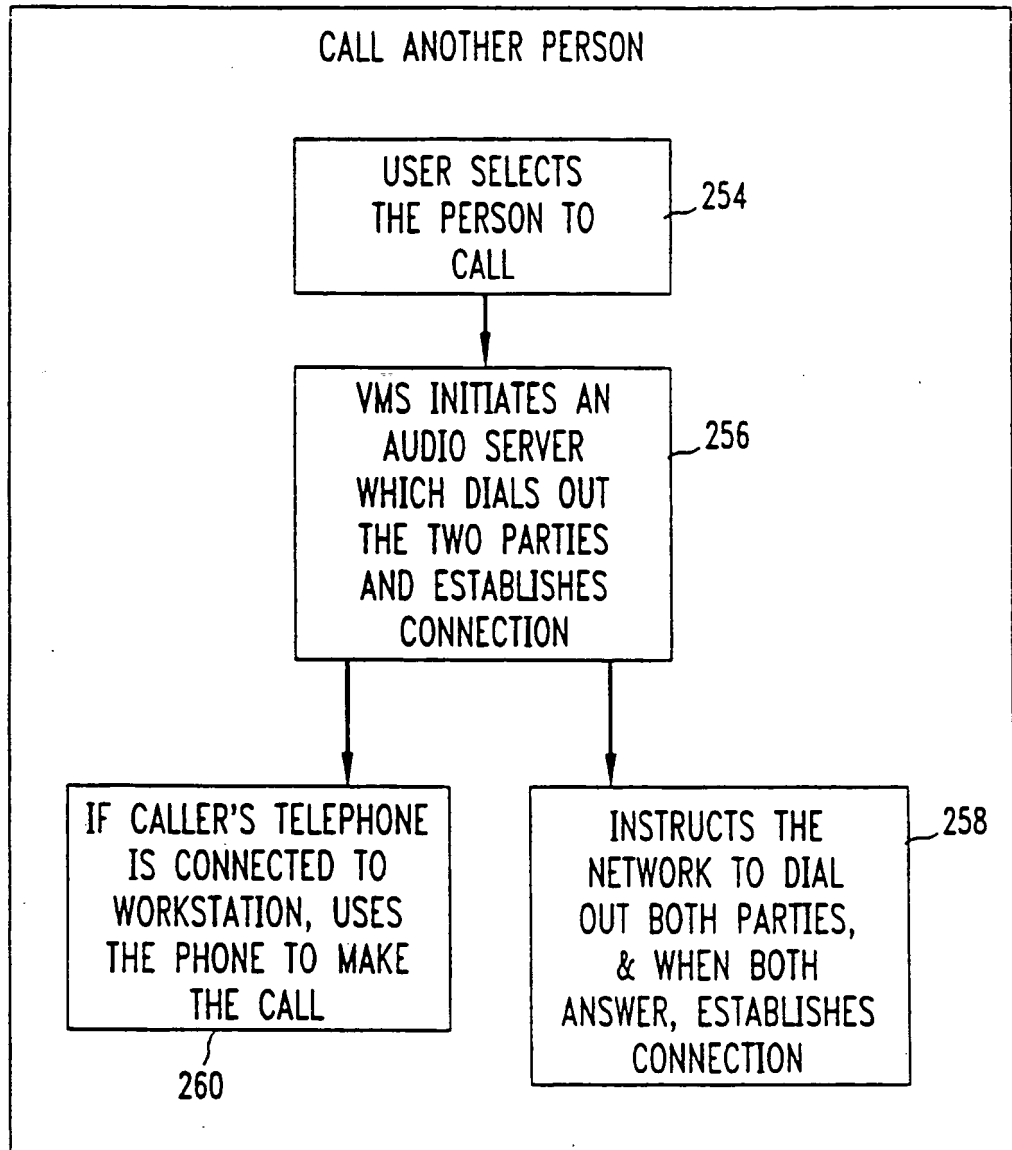 CALL ANOTHER PERSON
USER SELECTS
THE PERSON TO
CALL
254
VMS INITIATES AN
AUDIO SERVER
WHICH DIALS OUT
THE TWO PARTIES
AND ESTABLISHES
CONNECTION
256
IF CALLER'S TELEPHONE
IS CONNECTED TO
WORKSTATION, USES
THE PHONE TO MAKE
THE CALL
260
INSTRUCTS THE
NETWORK TO DIAL
OUT BOTH PARTIES,
& WHEN BOTH
ANSWER, ESTABLISHES
CONNECTION
258